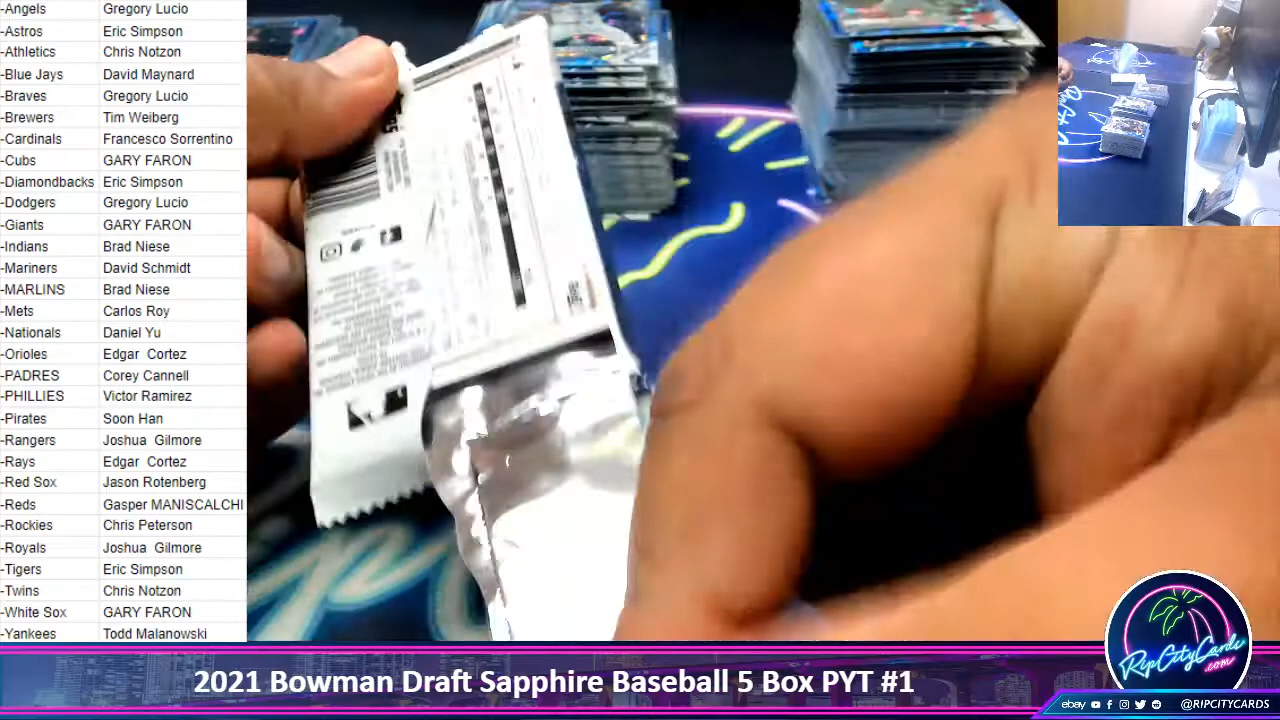 -Angels Gregory Lucio
-Astros Eric Simpson
-Athletics Chris Notzon
-Blue Jays David Maynard
-Braves Gregory Lucio
-Brewers Tim Weiberg
-Cardinals Francesco Sorrentino
-Cubs GARY FARON
-Diamondbacks Eric Simpson
-Dodgers Gregory Lucio
-Giants GARY FARON
-Indians Brad Niese
-Mariners David Schmidt
-MARLINS Brad Niese
-Mets Carlos Roy
-Nationals Daniel Yu
-Orioles Edgar Cortez
-PADRES Corey Cannell
-PHILLIES Victor Ramirez
-Pirates Soon Han
-Rangers Joshua Gilmore
-Rays Edgar Cortez
-Red Sox Jason Rotenberg
-Reds Gasper MANISCALCHI
-Rockies Chris Peterson
-Royals Joshua Gilmore
-Tigers Eric Simpson
-Twins Chris Notzon
-White Sox GARY FARON
-Yankees Todd Malanowski
2021 Bowman Draft Sapphire Baseball 5 Box PYT #1
RipCityCards
.com
ebay @RIPCITYCARDS